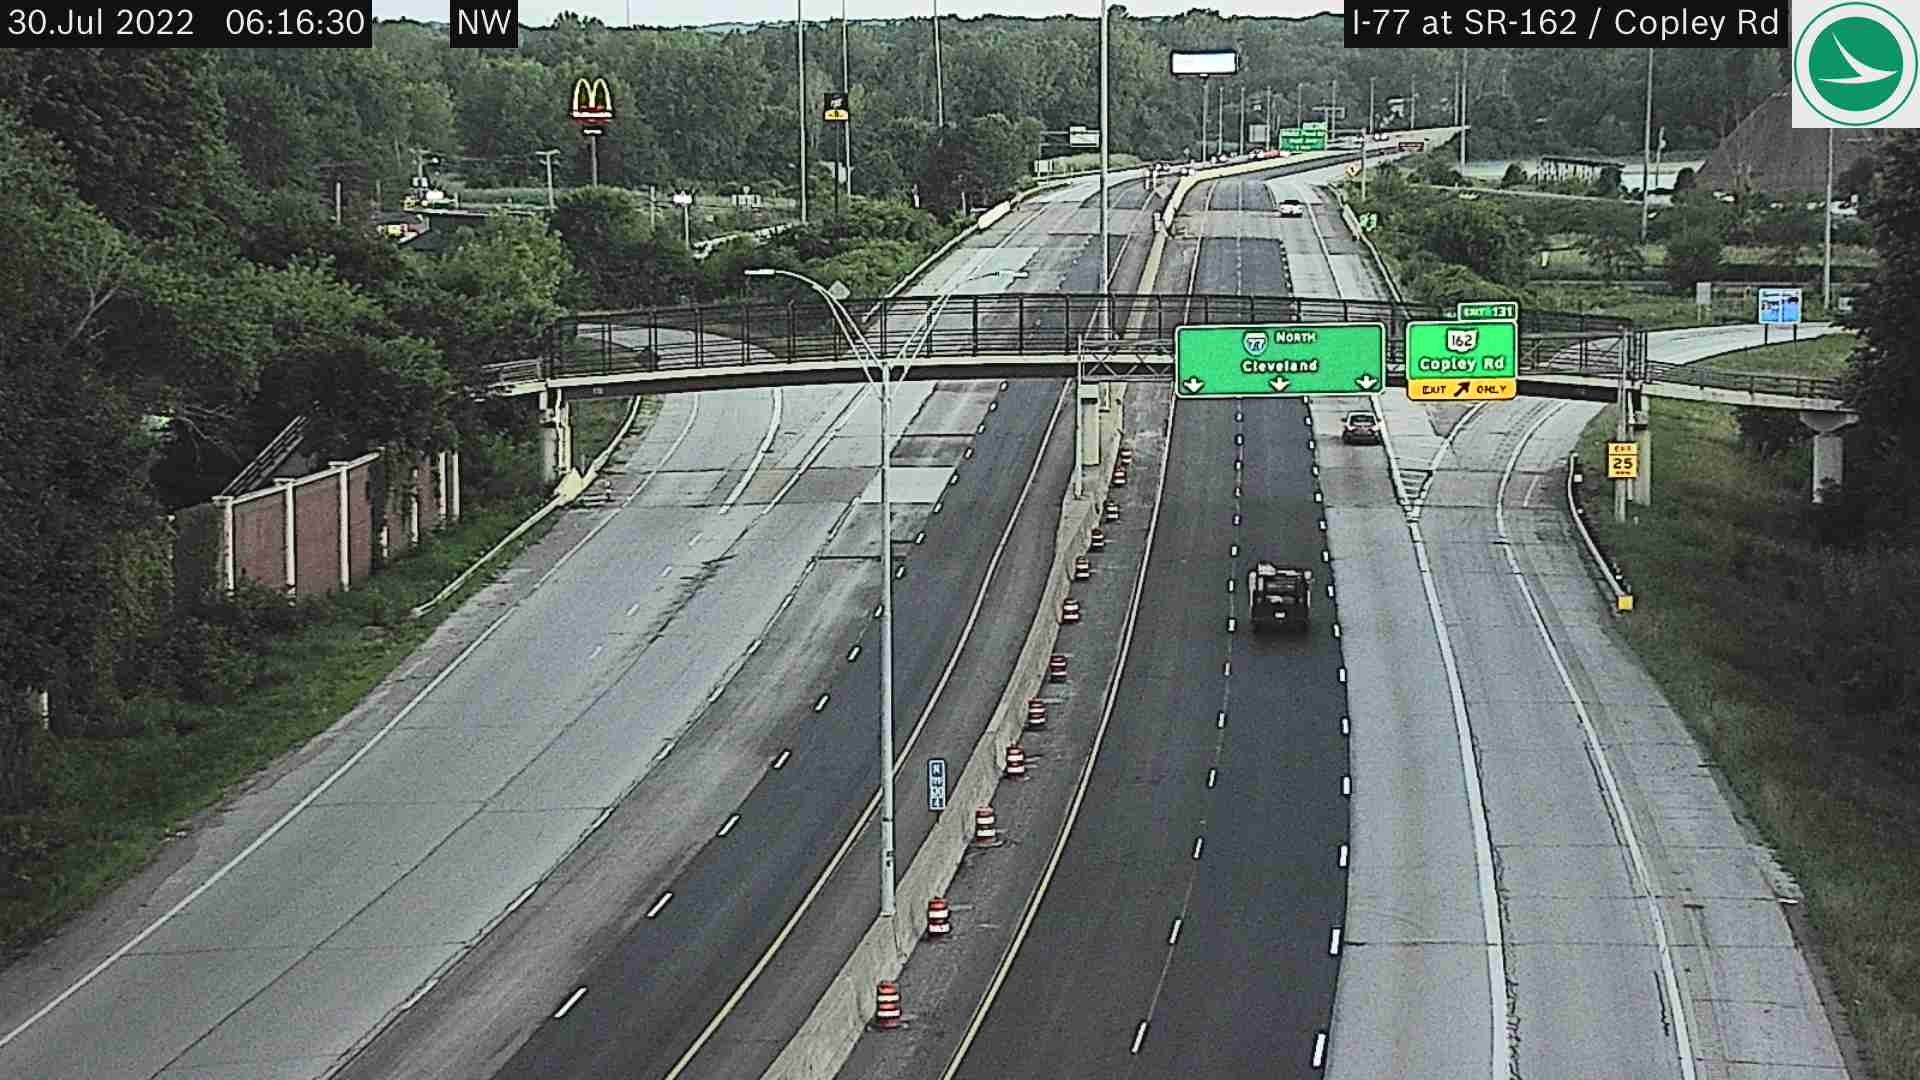 30.Jul 2022 06:16:30
NW
I-77 at SR-162 / Copley Rd
EXIT 131
77 NORTH
Cleveland
162
Copley Rd
EXIT ONLY
EXIT
25